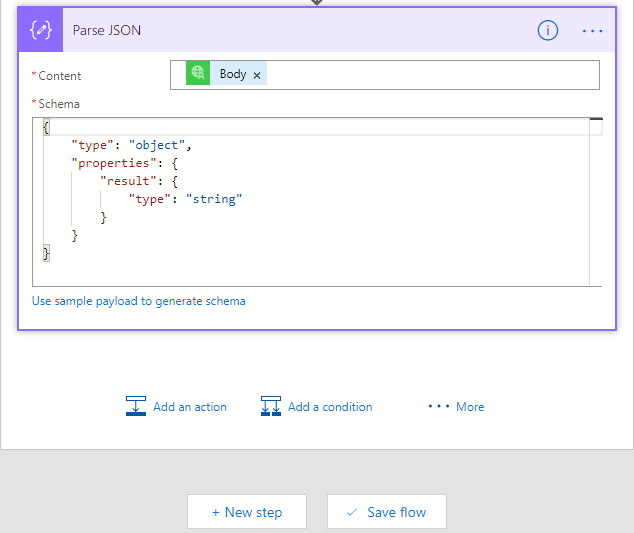 Parse JSON
* Content
Body ×
* Schema
{
    "type": "object",
    "properties": {
        "result": {
            "type": "string"
        }
    }
}
Use sample payload to generate schema
Add an action
Add a condition
More
+ New step
Save flow